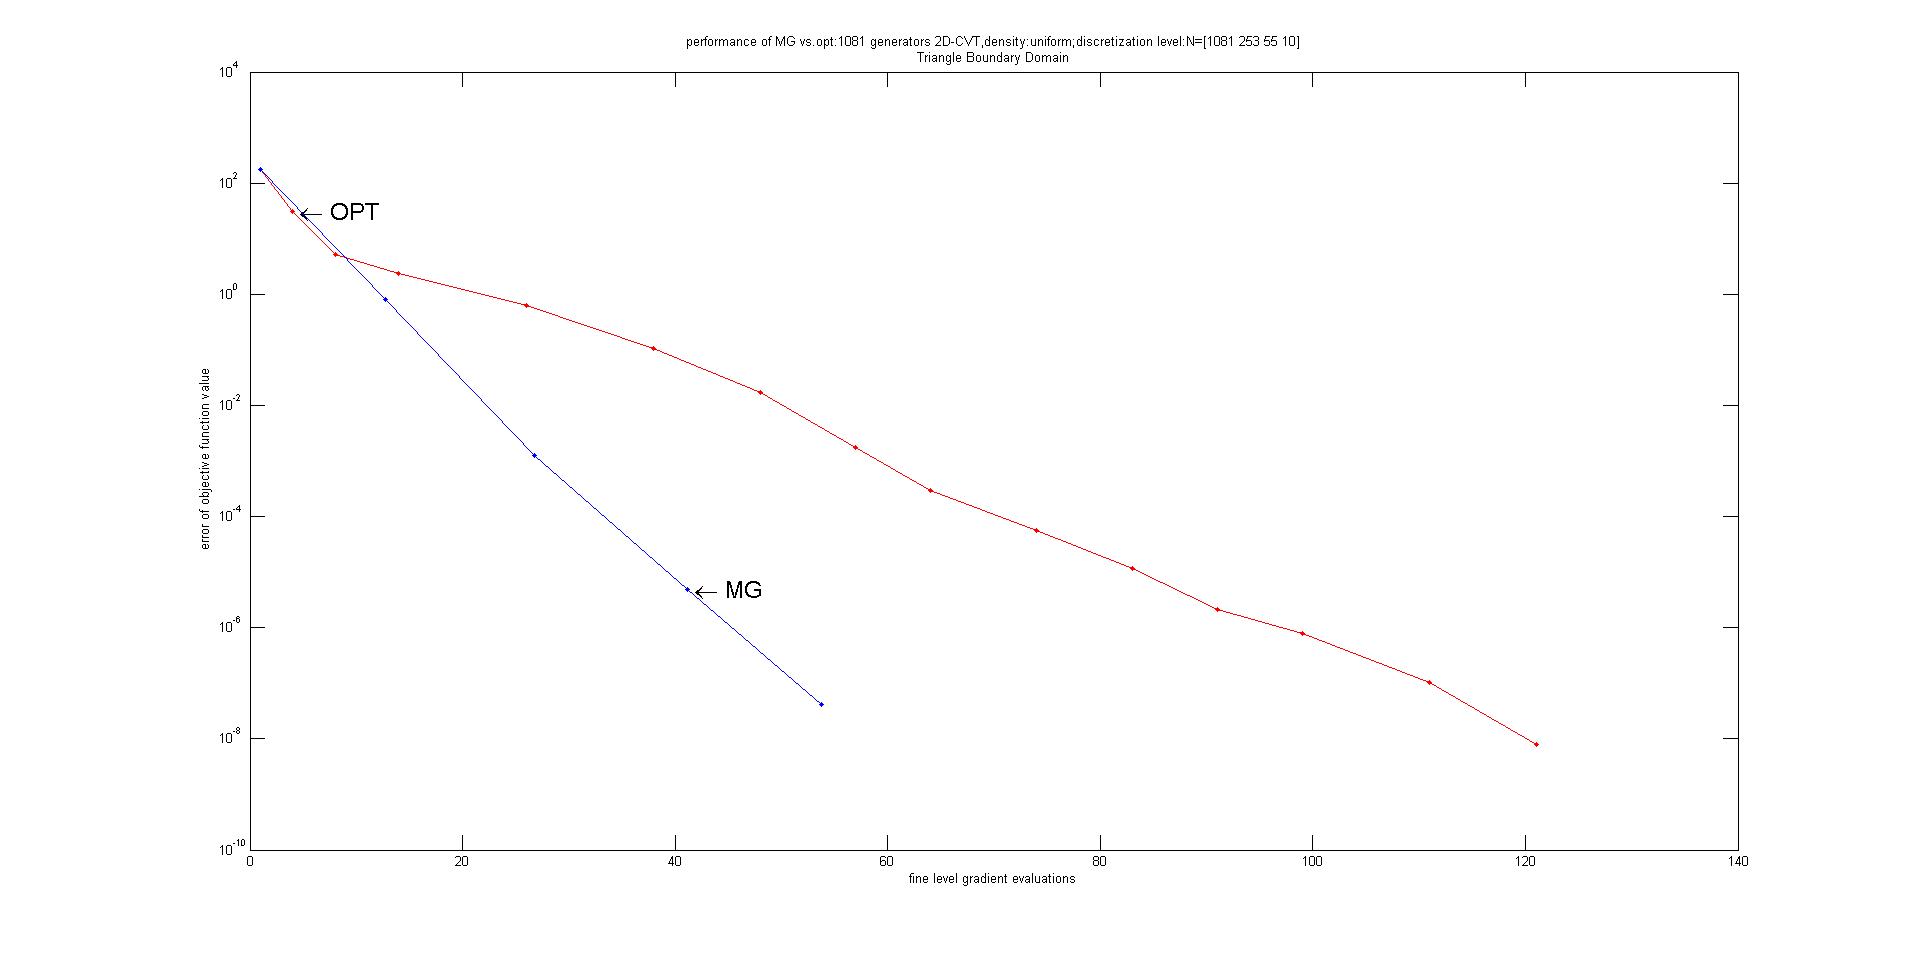 performance of MG vs.opt:1081 generators 2D-CVT,density:uniform;discretization level:N=[1081 253 55 10]
Triangle Boundary Domain
10^4
10^2
10^0
10^-2
10^-4
10^-6
10^-8
10^-10
error of objective function value
← OPT
← MG
0 20 40 60 80 100 120 140
fine level gradient evaluations